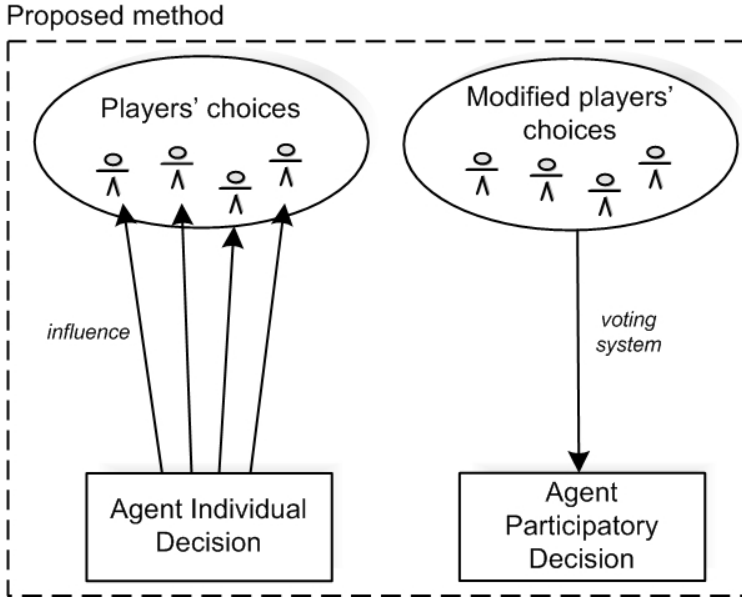 Proposed method
Players' choices
influence
Agent Individual
Decision
Modified players'
choices
voting
system
Agent
Participatory
Decision